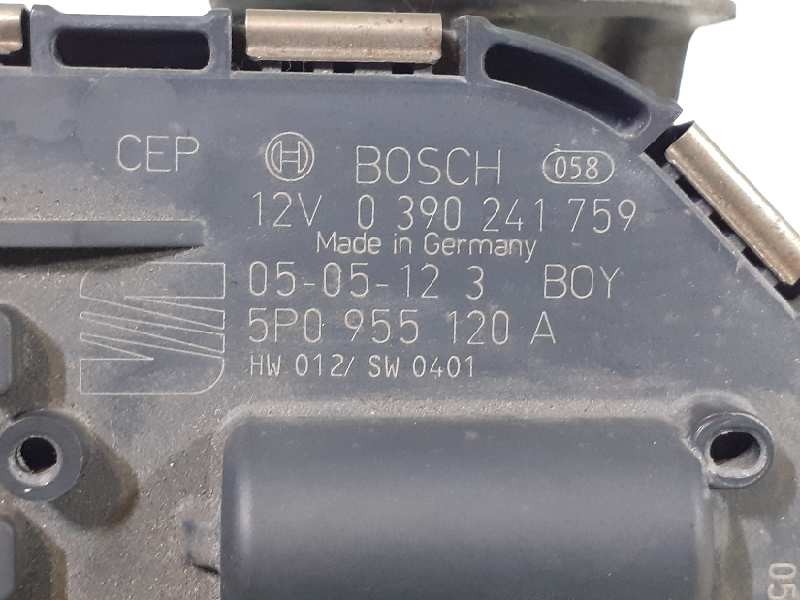 CEP H BOSCH 058
12V 0 390 241 759
Made in Germany
05-05-12 3 BOY
5P0 955 120 A
HW 012/ SW 0401
05